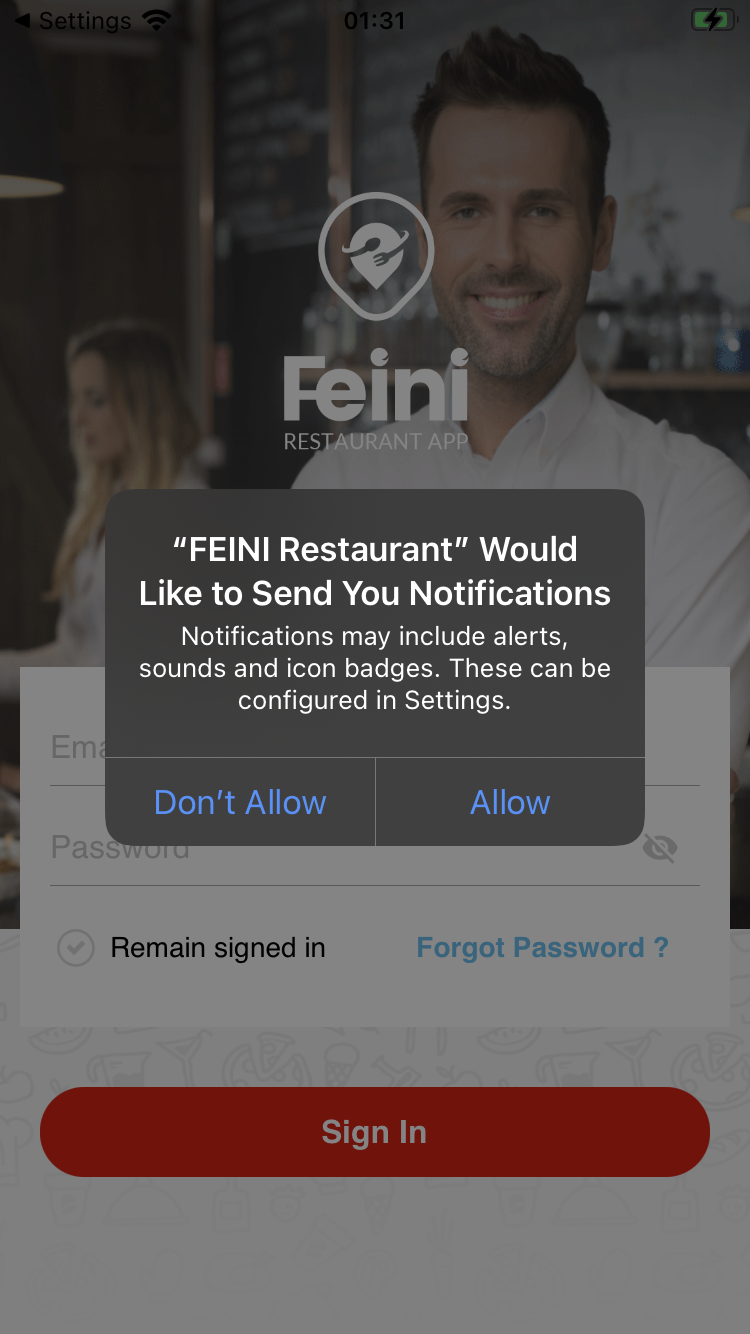 Settings
01:31
Feini
RESTAURANT APP
“FEINI Restaurant” Would
Like to Send You Notifications
Notifications may include alerts,
sounds and icon badges. These can be
configured in Settings.
Don’t Allow
Allow
Password
Remain signed in
Forgot Password ?
Sign In